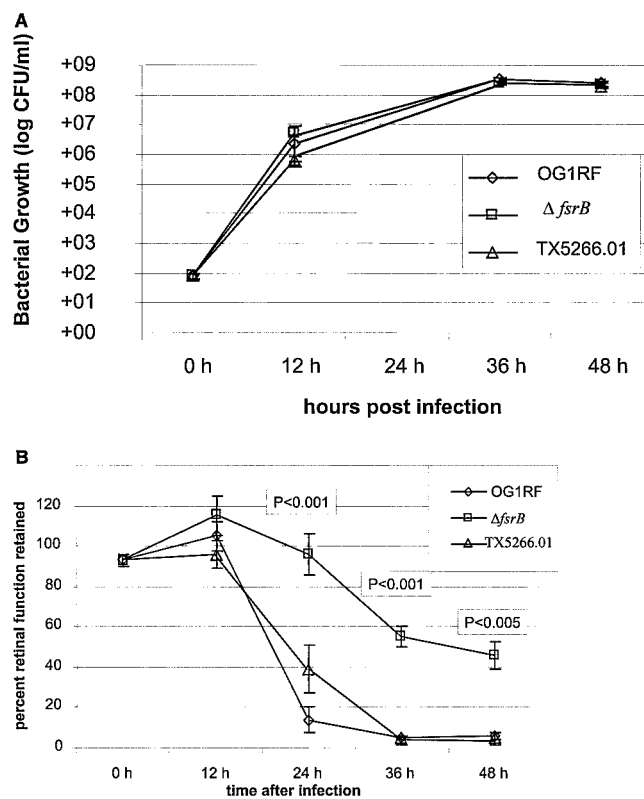 A
Bacterial Growth (log CFU/ml)
+09
+08
+07
+06
+05
+04
+03
+02
+01
+00
OG1RF
Δ fsrB
TX5266.01
0 h 12 h 24 h 36 h 48 h
hours post infection
B
percent retinal function retained
120
100
80
60
40
20
0
P<0.001
P<0.001
P<0.005
OG1RF
ΔfsrB
TX5266.01
0 h 12 h 24 h 36 h 48 h
time after infection